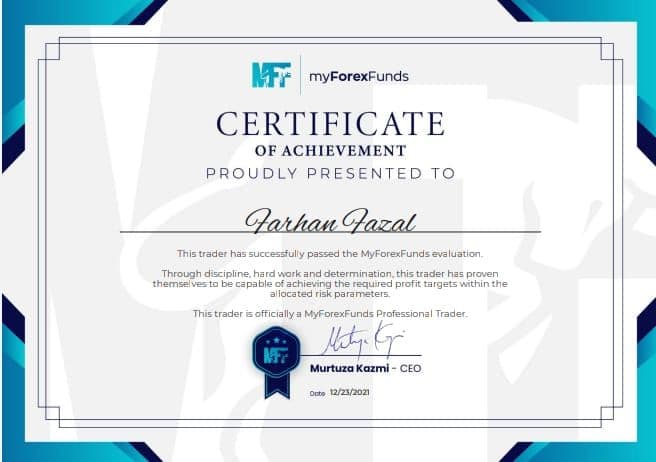 MFF myForexFunds
CERTIFICATE
OF ACHIEVEMENT
PROUDLY PRESENTED TO
Farhan Fazal
This trader has successfully passed the MyForexFunds evaluation.
Through discipline, hard work and determination, this trader has proven
themselves to be capable of achieving the required profit targets within the
allocated risk parameters.
This trader is officially a MyForexFunds Professional Trader.
MFF
Murtuza Kazmi - CEO
Date 12/23/2021